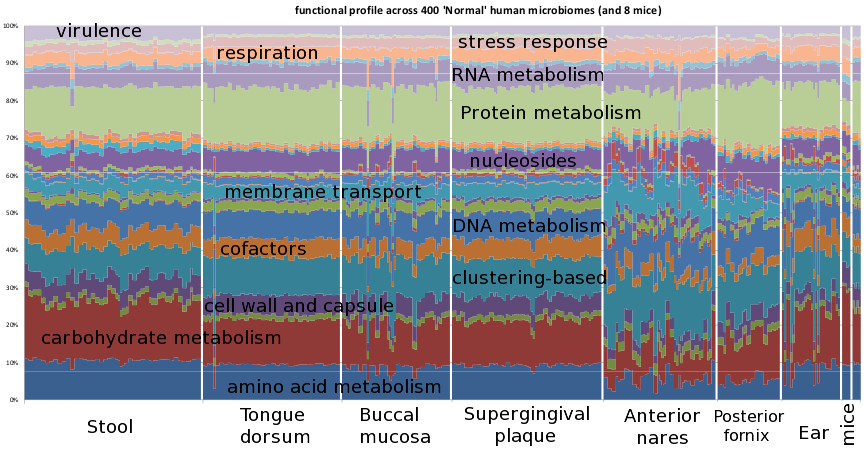 functional profile across 400 'Normal' human microbiomes (and 8 mice)
100%
90%
80%
70%
60%
50%
40%
30%
20%
10%
0%
virulence
respiration
stress response
RNA metabolism
Protein metabolism
nucleosides
membrane transport
DNA metabolism
cofactors
clustering-based
cell wall and capsule
carbohydrate metabolism
amino acid metabolism
Stool
Tongue
dorsum
Buccal
mucosa
Supergingival
plaque
Anterior
nares
Posterior
fornix
Ear
mice